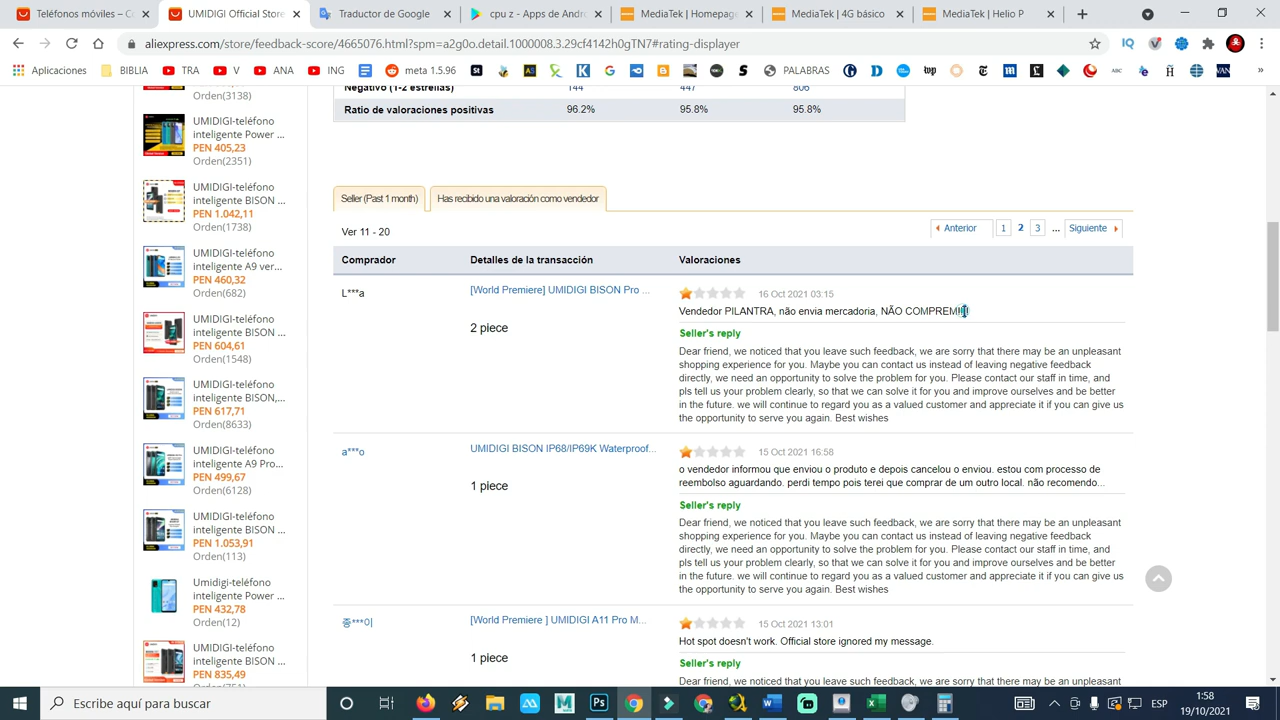 UMIDIGI Official Store
UMIDIGI Official Store-
Traductor de Google
cpu - Aplicaciones de Andro
MediaTek | Homepag
MediaTek - buscar
MediaTek | Helio P
aliexpress.com/store/feedback-score/4665076.html?spm=a2g0o.detail.1000608.3.29cf4142h0gTN7#rating-displayer
Aplicaciones
BIBLIA
TRA
V
ANA
ING
meta 1.5.96
PALABRAS
Orden(3138)
UMIDIGI-teléfono
inteligente Power ...
PEN 405,23
Orden(2351)
UMIDIGI-teléfono
inteligente BISON ...
PEN 1.042,11
Orden(1738)
UMIDIGI-teléfono
inteligente A9 ver...
PEN 460,32
Orden(682)
UMIDIGI-teléfono
inteligente BISON ...
PEN 604,61
Orden(1548)
UMIDIGI-teléfono
inteligente BISON,...
PEN 617,71
Orden(8633)
UMIDIGI-teléfono
inteligente A9 Pro...
PEN 499,67
Orden(6128)
UMIDIGI-teléfono
inteligente BISON ...
PEN 1.053,91
Orden(113)
Umidigi-teléfono
inteligente Power ...
PEN 432,78
Orden(12)
UMIDIGI-teléfono
inteligente BISON ...
PEN 835,49
Orden(751)
Negativo (1-2 estrellas) 144 447 806
Ratio de valoraciones positivas 96.2% 95.8% 95.8%
Seller (Past 1 month)
as recibido una valoración como vendedor
Ver 11 - 20
Anterior 1 2 3 ... Siguiente
Comprador Detalles de la transacción Valoraciones
L***a [World Premiere] UMIDIGI BISON Pro ... 16 Oct 2021 03:15
2 piece
Vendedor PILANTRA, não envia mercadoria. NÃO COMPREM!!!
Seller's reply
Dear friend, we noticed that you leave such feedback, we are sorry that there may be an unpleasant
shopping experience for you. Maybe you can contact us instead of leaving negative feedback
directly, we need an opportunity to solve the problem for you. Please contact our staff in time, and
pls tell us your problem clearly, so that we can solve it for you and improve ourselves and be better
in the future. we will continue to regard you as a valued customer and appreciate it if you can give us
the opportunity to serve you again. Best wishes
a***o UMIDIGI BISON IP68/IP69K Waterproof... 15 Oct 2021 16:58
1 piece
o vendedor informou que enviou o produto. depois falou que não enviou. estou com processo de
reembolso aguardando. perdi tempo e dinheiro. vi que comprar de um outro local. não recomendo...
Seller's reply
Dear friend, we noticed that you leave such feedback, we are sorry that there may be an unpleasant
shopping experience for you. Maybe you can contact us instead of leaving negative feedback
directly, we need an opportunity to solve the problem for you. Please contact our staff in time, and
pls tell us your problem clearly, so that we can solve it for you and improve ourselves and be better
in the future. we will continue to regard you as a valued customer and appreciate it if you can give us
the opportunity to serve you again. Best wishes
종***이 [World Premiere ] UMIDIGI A11 Pro M... 15 Oct 2021 13:01
1 piece
Hot spot doesn't work. Official store ignores my message.
Seller's reply
Dear friend, we noticed that you leave such feedback, we are sorry that there may be an unpleasant
Escribe aquí para buscar
ESP
1:58
19/10/2021